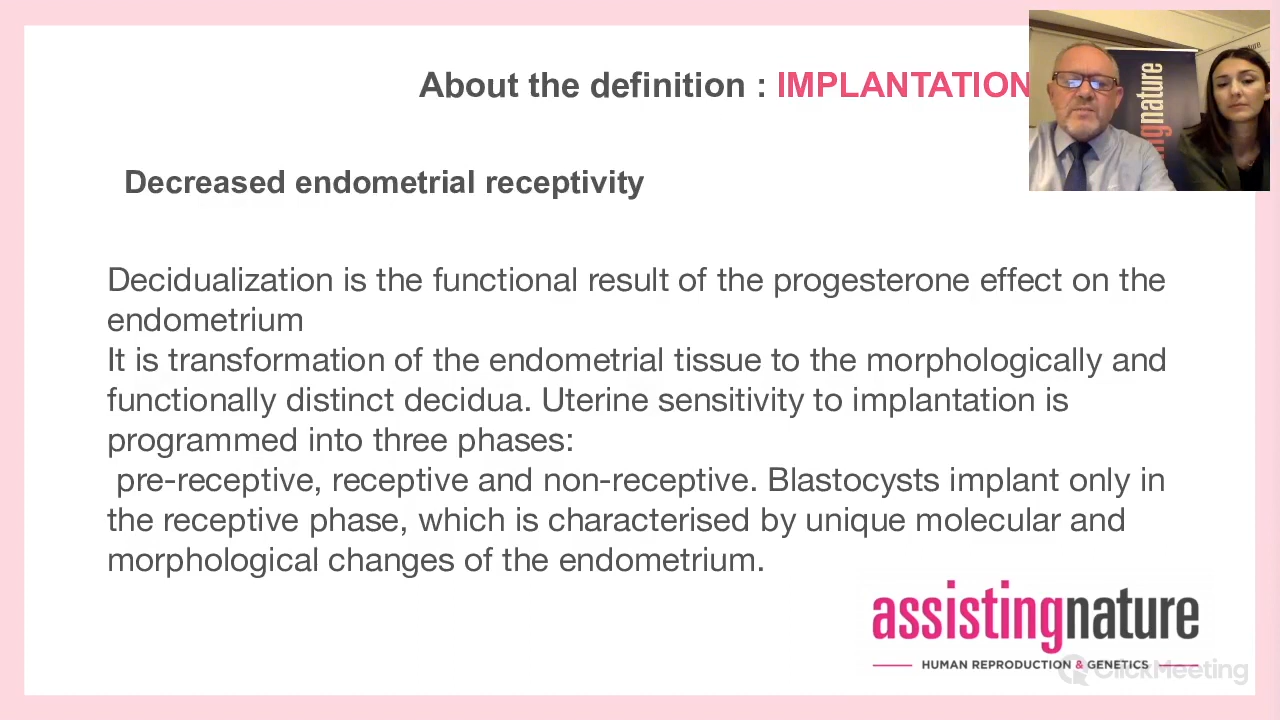 About the definition : IMPLANTATION
nature
Decreased endometrial receptivity
Decidualization is the functional result of the progesterone effect on the
endometrium
It is transformation of the endometrial tissue to the morphologically and
functionally distinct decidua. Uterine sensitivity to implantation is
programmed into three phases:
pre-receptive, receptive and non-receptive. Blastocysts implant only in
the receptive phase, which is characterised by unique molecular and
morphological changes of the endometrium.
assistingnature
HUMAN REPRODUCTION & GENETICS
ClickMeeting